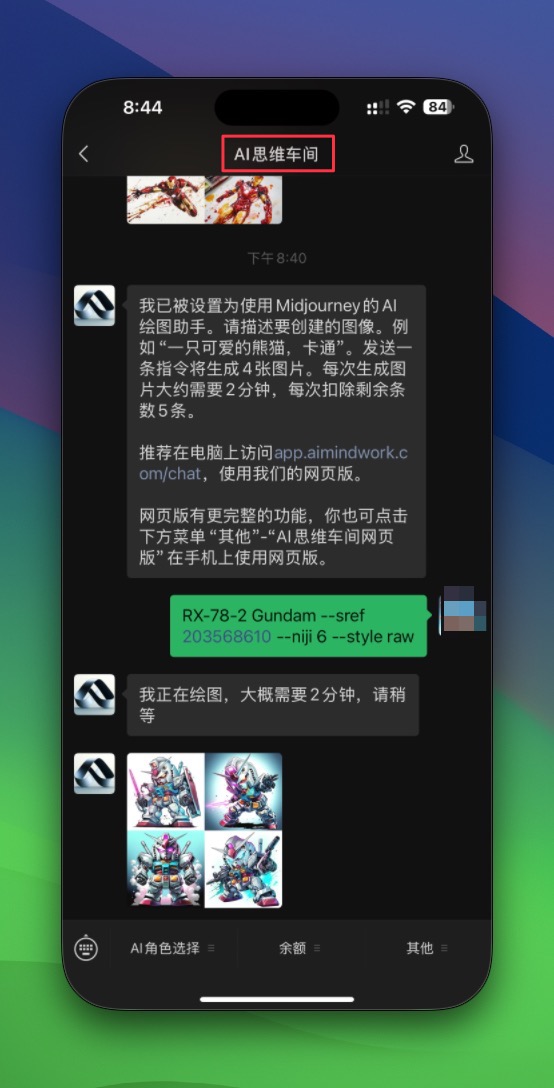 8:44
84
AI思维车间
下午8:40
我已被设置为使用Midjourney的AI
绘图助手。请描述要创建的图像。例
如“一只可爱的熊猫，卡通”。发送一
条指令将生成4张图片。每次生成图
片大约需要2分钟，每次扣除剩余条
数5条。
推荐在电脑上访问app.aimindwork.c
om/chat，使用我们的网页版。
网页版有更完整的功能，你也可点击
下方菜单“其他”-“AI思维车间网页
版”在手机上使用网页版。
RX-78-2 Gundam --sref
203568610 --niji 6 --style raw
我正在绘图，大概需要2分钟，请稍
等
AI角色选择
余额
其他